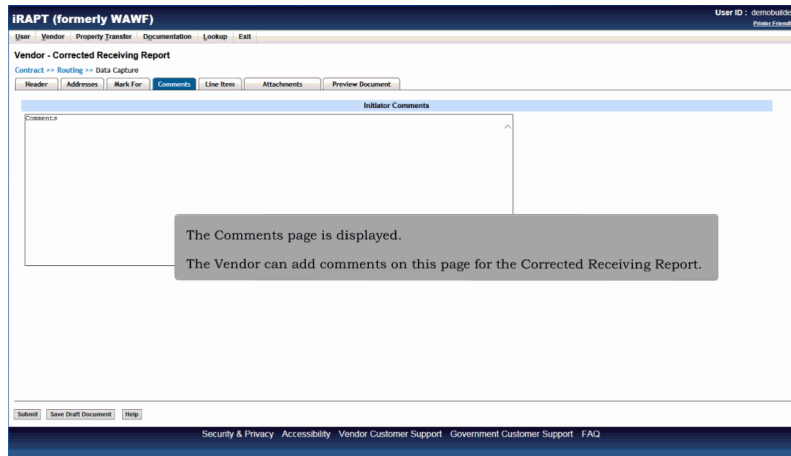 iRAPT (formerly WAWF)
User ID : demobuilde
Printer Friend
User Vendor Property Transfer Documentation Lookup Exit
Vendor - Corrected Receiving Report
Contract >> Routing >> Data Capture
Header Addresses Mark For Comments Line Item Attachments Preview Document
Initiator Comments
Comments
The Comments page is displayed.
The Vendor can add comments on this page for the Corrected Receiving Report.
Submit Save Draft Document Help
Security & Privacy Accessibility Vendor Customer Support Government Customer Support FAQ